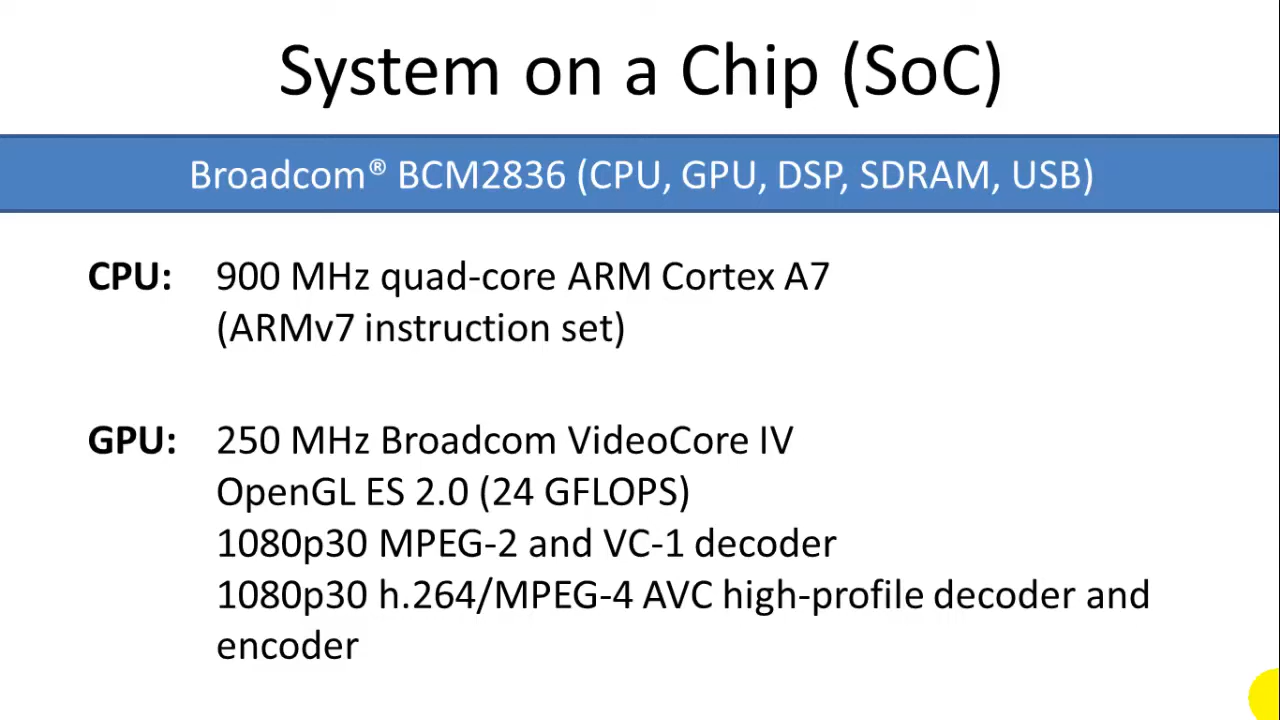 System on a Chip (SoC)
Broadcom® BCM2836 (CPU, GPU, DSP, SDRAM, USB)
CPU: 900 MHz quad-core ARM Cortex A7
(ARMv7 instruction set)
GPU: 250 MHz Broadcom VideoCore IV
OpenGL ES 2.0 (24 GFLOPS)
1080p30 MPEG-2 and VC-1 decoder
1080p30 h.264/MPEG-4 AVC high-profile decoder and
encoder